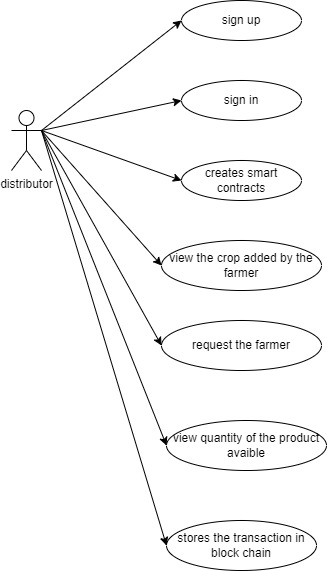 sign up
sign in
distributor
creates smart
contracts
view the crop added by the
farmer
request the farmer
view quantity of the product
avaible
stores the transaction in
block chain